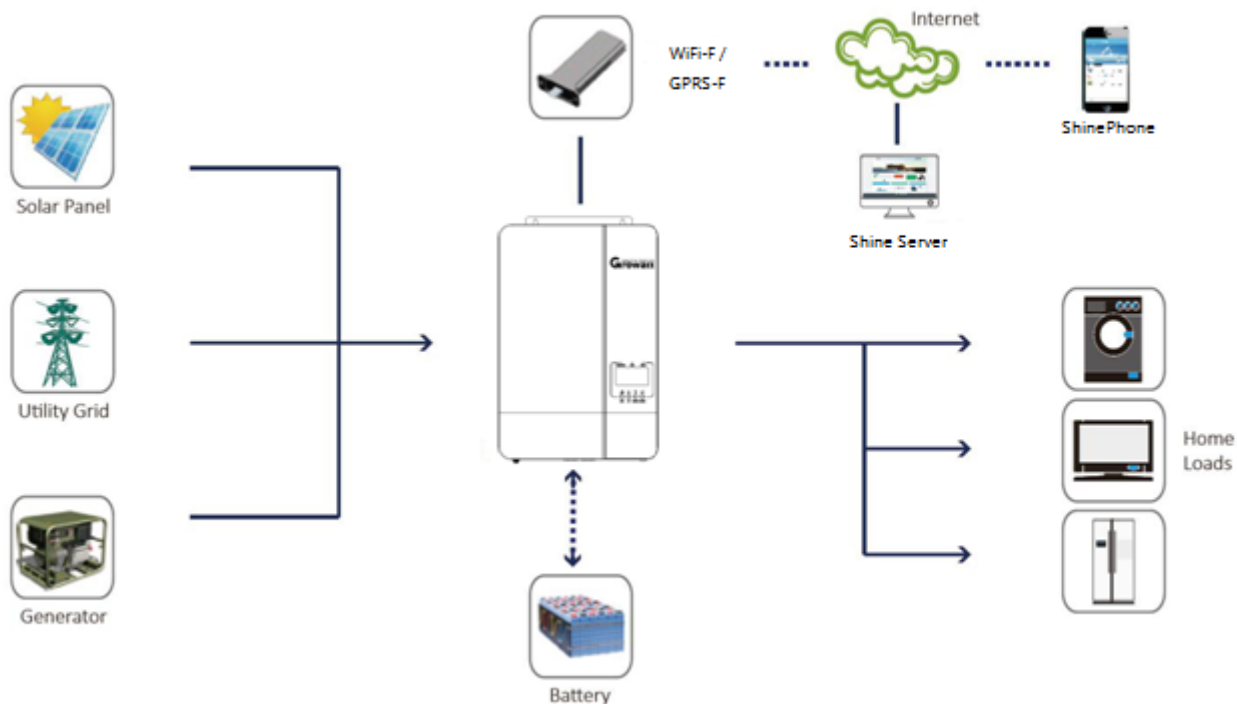 Internet
WiFi-F /
GPRS-F
ShinePhone
Solar Panel
Shine Server
Growatt
Utility Grid
Home
Loads
Generator
Battery